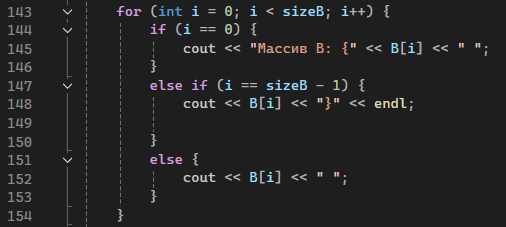 143 for (int i = 0; i < sizeB; i++) {
144 if (i == 0) {
145 cout << "Массив B: {" << B[i] << " ";
146 }
147 else if (i == sizeB - 1) {
148 cout << B[i] << "}" << endl;
149
150 }
151 else {
152 cout << B[i] << " ";
153 }
154 }